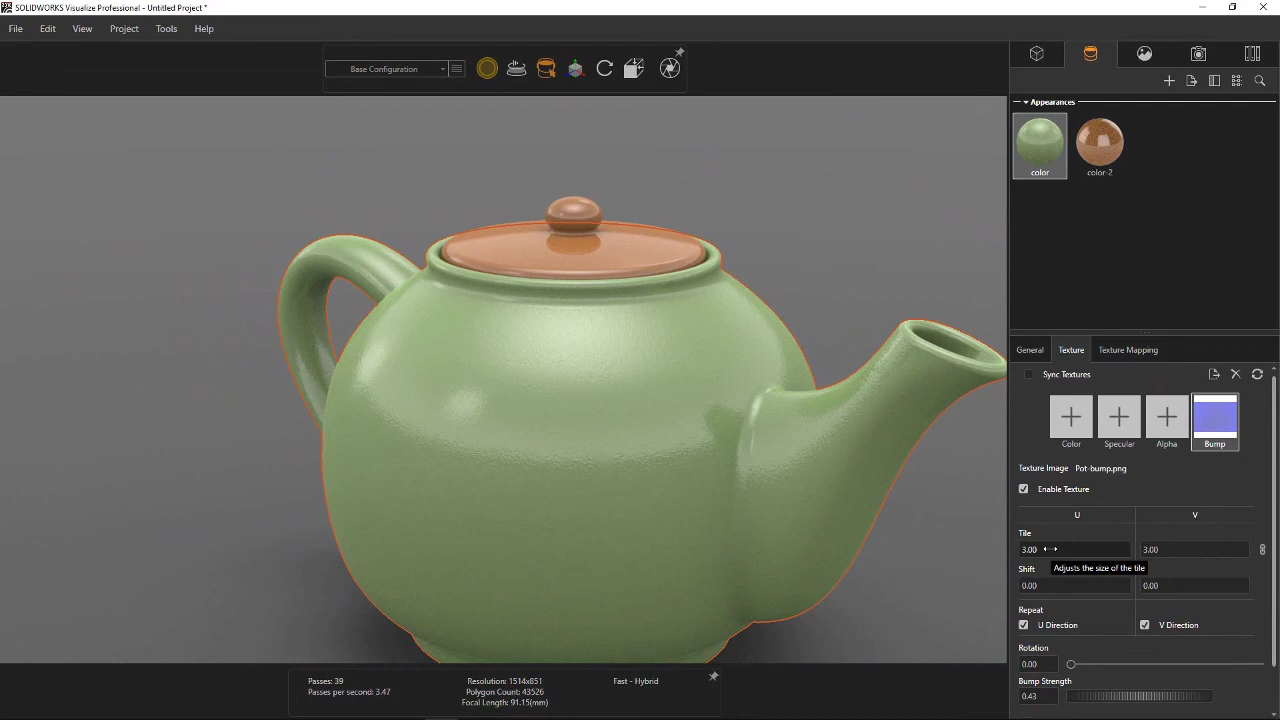 SOLIDWORKS Visualize Professional - Untitled Project *
File Edit View Project Tools Help
Base Configuration
Appearances
color color-2
General Texture Texture Mapping
Sync Textures
Color Specular Alpha Bump
Texture Image Pot-bump.png
Enable Texture
U V
Tile
3.00 3.00
Shift Adjusts the size of the tile
0.00 0.00
Repeat
U Direction V Direction
Rotation
0.00
Bump Strength
0.43
Passes: 39 Resolution: 1514x851 Fast - Hybrid
Passes per second: 3.47 Polygon Count: 43526
Focal Length: 91.15(mm)